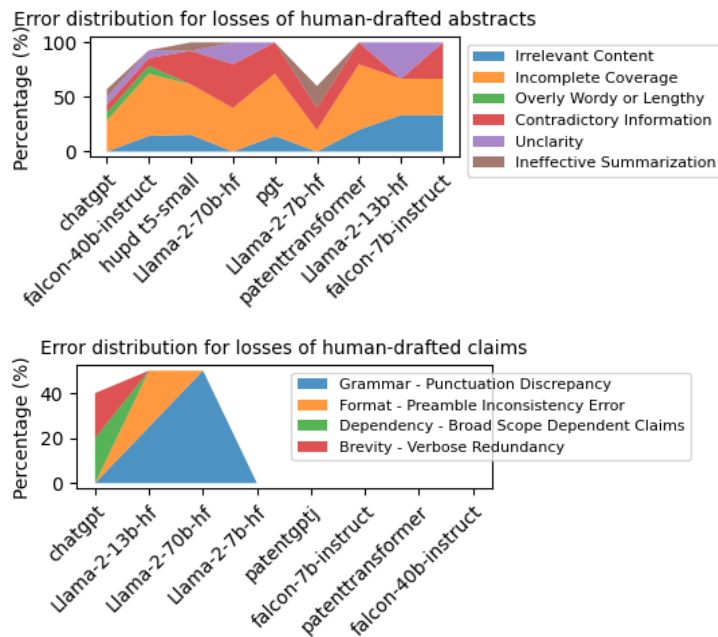 Error distribution for losses of human-drafted abstracts
Percentage (%)
100
50
0
chatgpt
falcon-40b-instruct
hupd t5-small
Llama-2-70b-hf
pgt
Llama-2-7b-hf
patenttransformer
Llama-2-13b-hf
falcon-7b-instruct
Irrelevant Content
Incomplete Coverage
Overly Wordy or Lengthy
Contradictory Information
Unclarity
Ineffective Summarization
Error distribution for losses of human-drafted claims
Percentage (%)
40
20
0
chatgpt
Llama-2-13b-hf
Llama-2-70b-hf
Llama-2-7b-hf
patentgptj
falcon-7b-instruct
patenttransformer
falcon-40b-instruct
Grammar - Punctuation Discrepancy
Format - Preamble Inconsistency Error
Dependency - Broad Scope Dependent Claims
Brevity - Verbose Redundancy